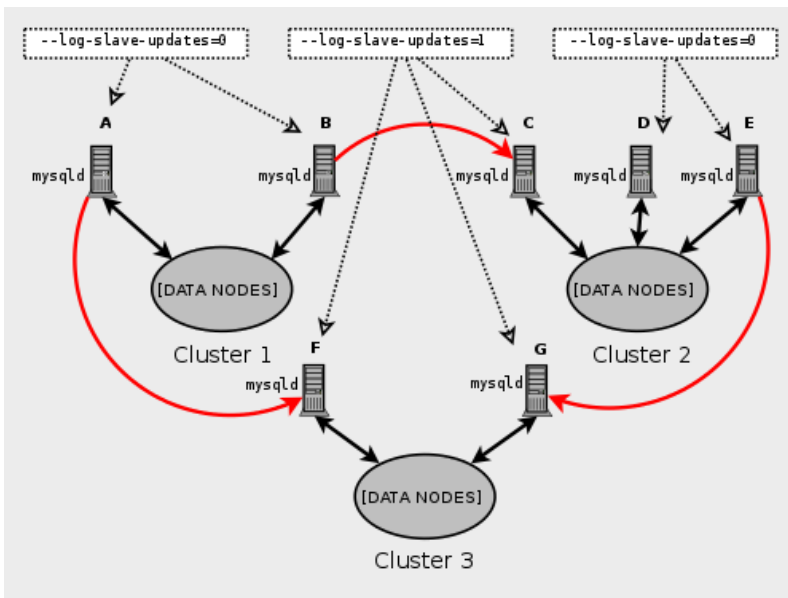 --log-slave-updates=0
--log-slave-updates=1
--log-slave-updates=0
A
B
C
D
E
mysqld
mysqld
mysqld
mysqld
mysqld
[DATA NODES]
[DATA NODES]
Cluster 1
Cluster 2
F
G
mysqld
mysqld
[DATA NODES]
Cluster 3